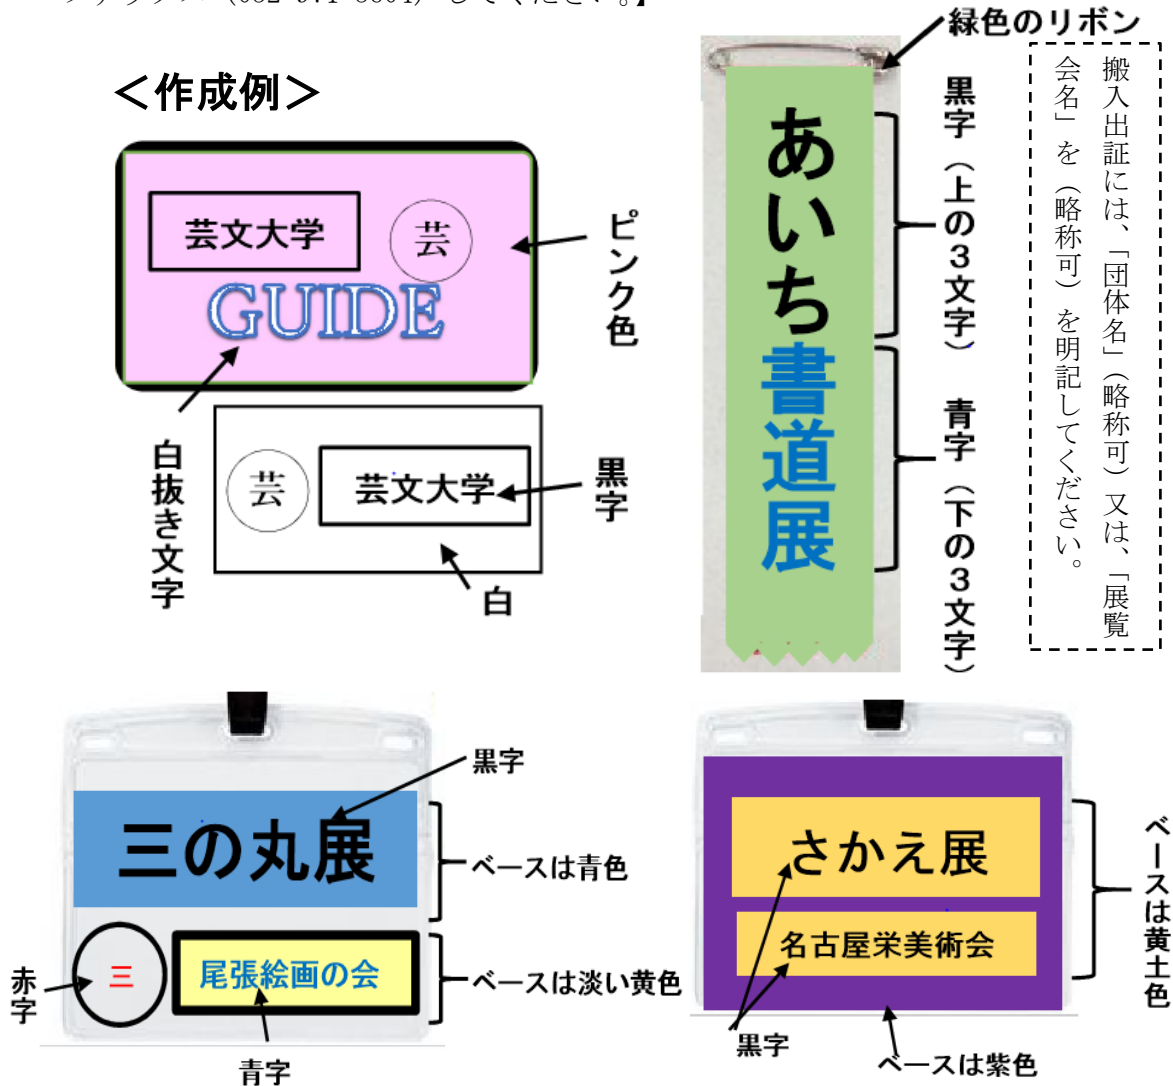 してください。】
＜作成例＞
芸文大学
芸
GUIDE
ピンク色
白抜き文字
芸
芸文大学
黒字
白
緑色のリボン
あいち書道展
黒字（上の３文字）
青字（下の３文字）
搬入出証には、「団体名」（略称可）又は、「展覧
会名」を（略称可）を明記してください。
黒字
三の丸展
ベースは青色
三
尾張絵画の会
ベースは淡い黄色
赤字
青字
さかえ展
名古屋栄美術会
ベースは黄土色
黒字
ベースは紫色